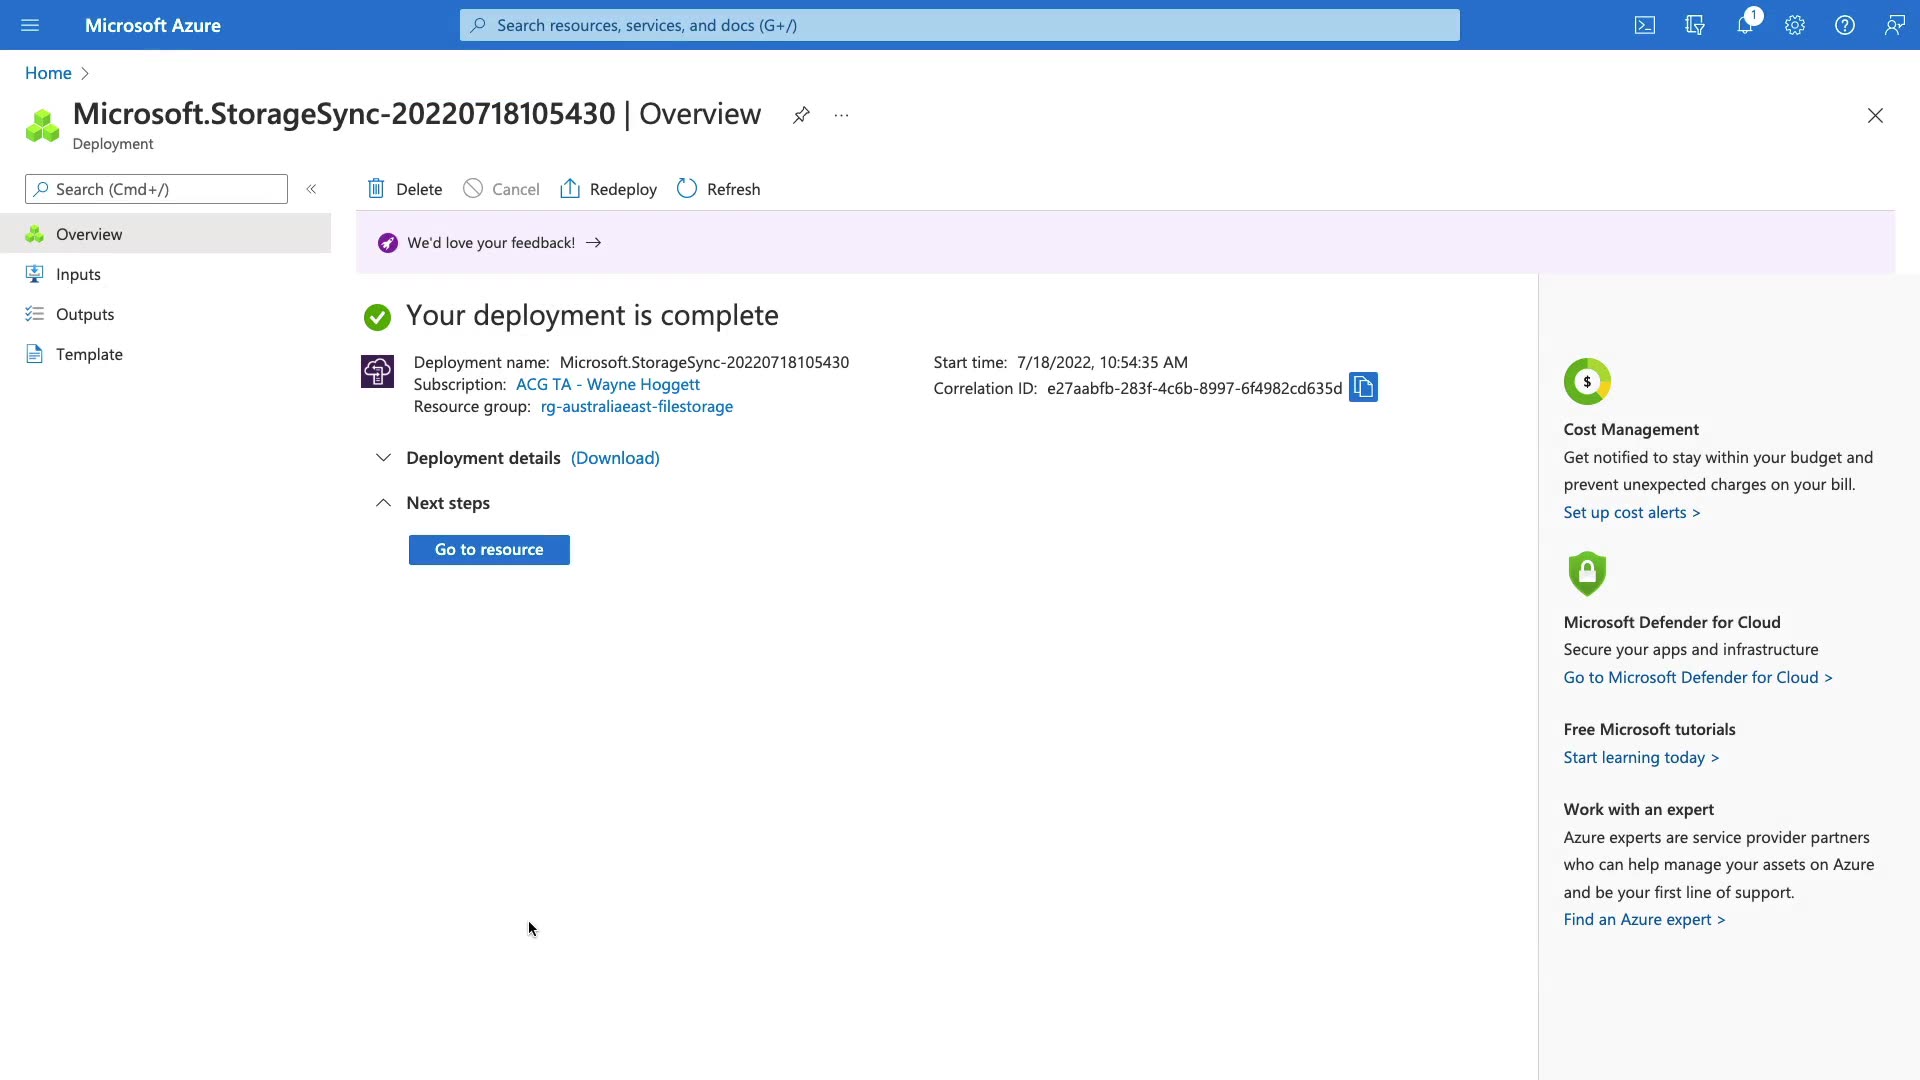 Microsoft Azure
Search resources, services, and docs (G+/)
1
Home
Microsoft.StorageSync-20220718105430 | Overview
...
Deployment
Search (Cmd+/)
«
Delete
Cancel
Redeploy
Refresh
Overview
Inputs
Outputs
Template
We'd love your feedback! →
Your deployment is complete
Deployment name: Microsoft.StorageSync-20220718105430
Subscription: ACG TA - Wayne Hoggett
Resource group: rg-australiaeast-filestorage
Start time: 7/18/2022, 10:54:35 AM
Correlation ID: e27aabfb-283f-4c6b-8997-6f4982cd635d
Deployment details (Download)
Next steps
Go to resource
$
Cost Management
Get notified to stay within your budget and
prevent unexpected charges on your bill.
Set up cost alerts >
Microsoft Defender for Cloud
Secure your apps and infrastructure
Go to Microsoft Defender for Cloud >
Free Microsoft tutorials
Start learning today >
Work with an expert
Azure experts are service provider partners
who can help manage your assets on Azure
and be your first line of support.
Find an Azure expert >